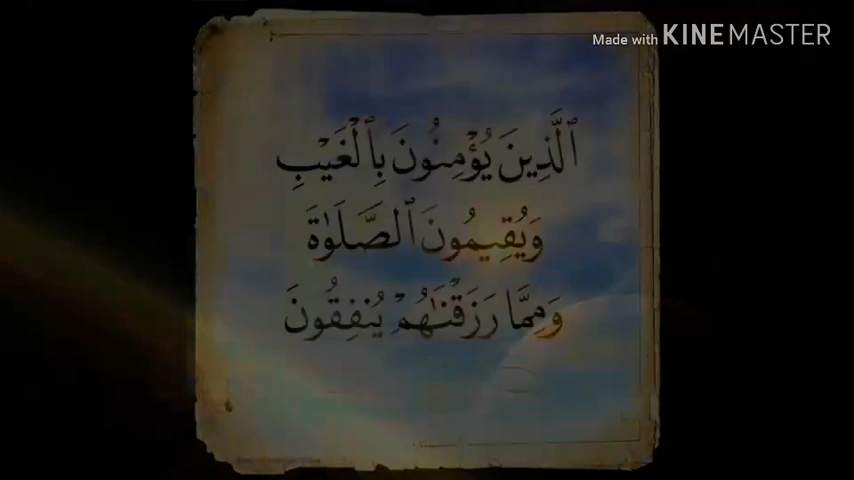 Made with KINEMASTER
ٱلَّذِينَ يُؤْمِنُونَ بِٱلْغَيْبِ
وَيُقِيمُونَ ٱلصَّلَوٰةَ
وَمِمَّا رَزَقْنَـٰهُمْ يُنفِقُونَ